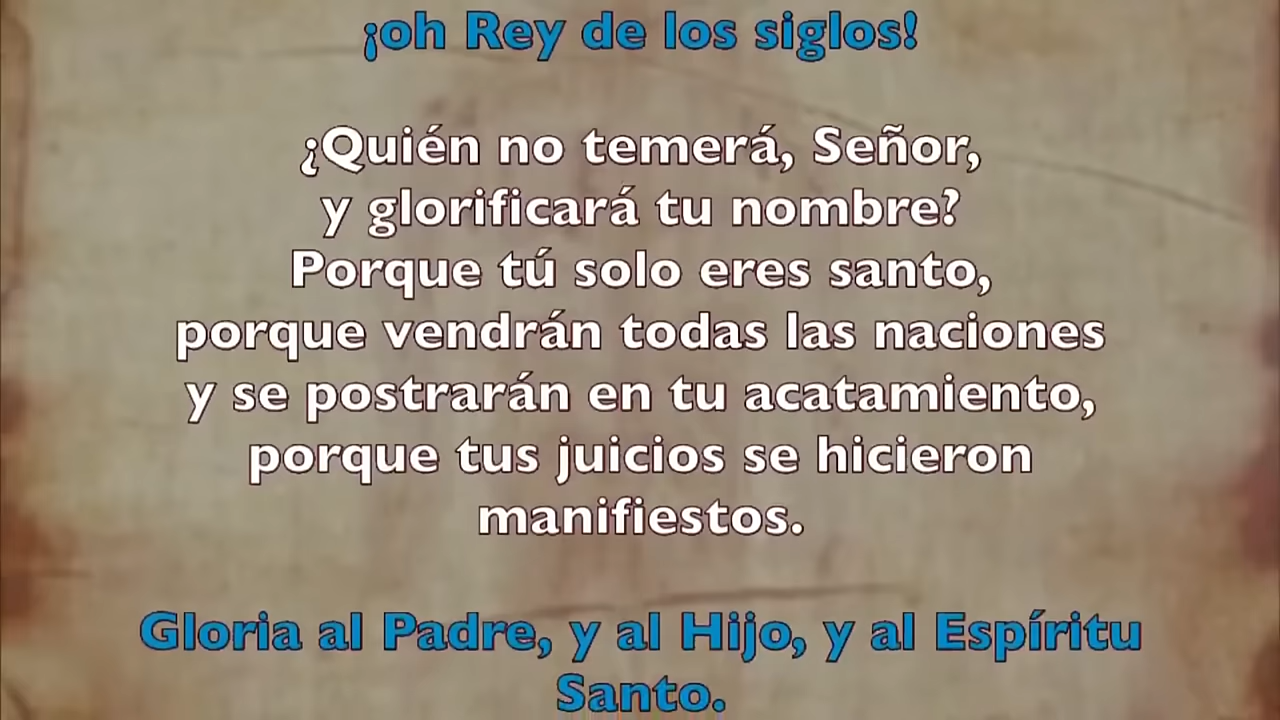 ¡oh Rey de los siglos!
¿Quién no temerá, Señor,
y glorificará tu nombre?
Porque tú solo eres santo,
porque vendrán todas las naciones
y se postrarán en tu acatamiento,
porque tus juicios se hicieron
manifiestos.
Gloria al Padre, y al Hijo, y al Espíritu
Santo.